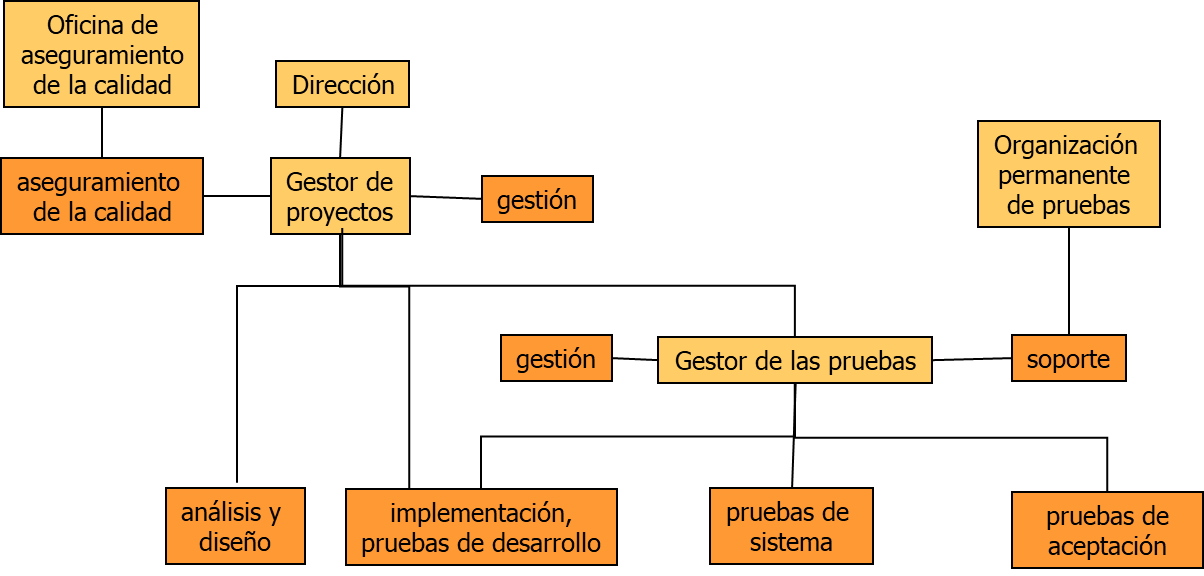 Oficina de
aseguramiento
de la calidad
Dirección
aseguramiento
de la calidad
Gestor de
proyectos
gestión
Organización
permanente
de pruebas
gestión
Gestor de las pruebas
soporte
análisis y
diseño
implementación,
pruebas de desarrollo
pruebas de
sistema
pruebas de
aceptación